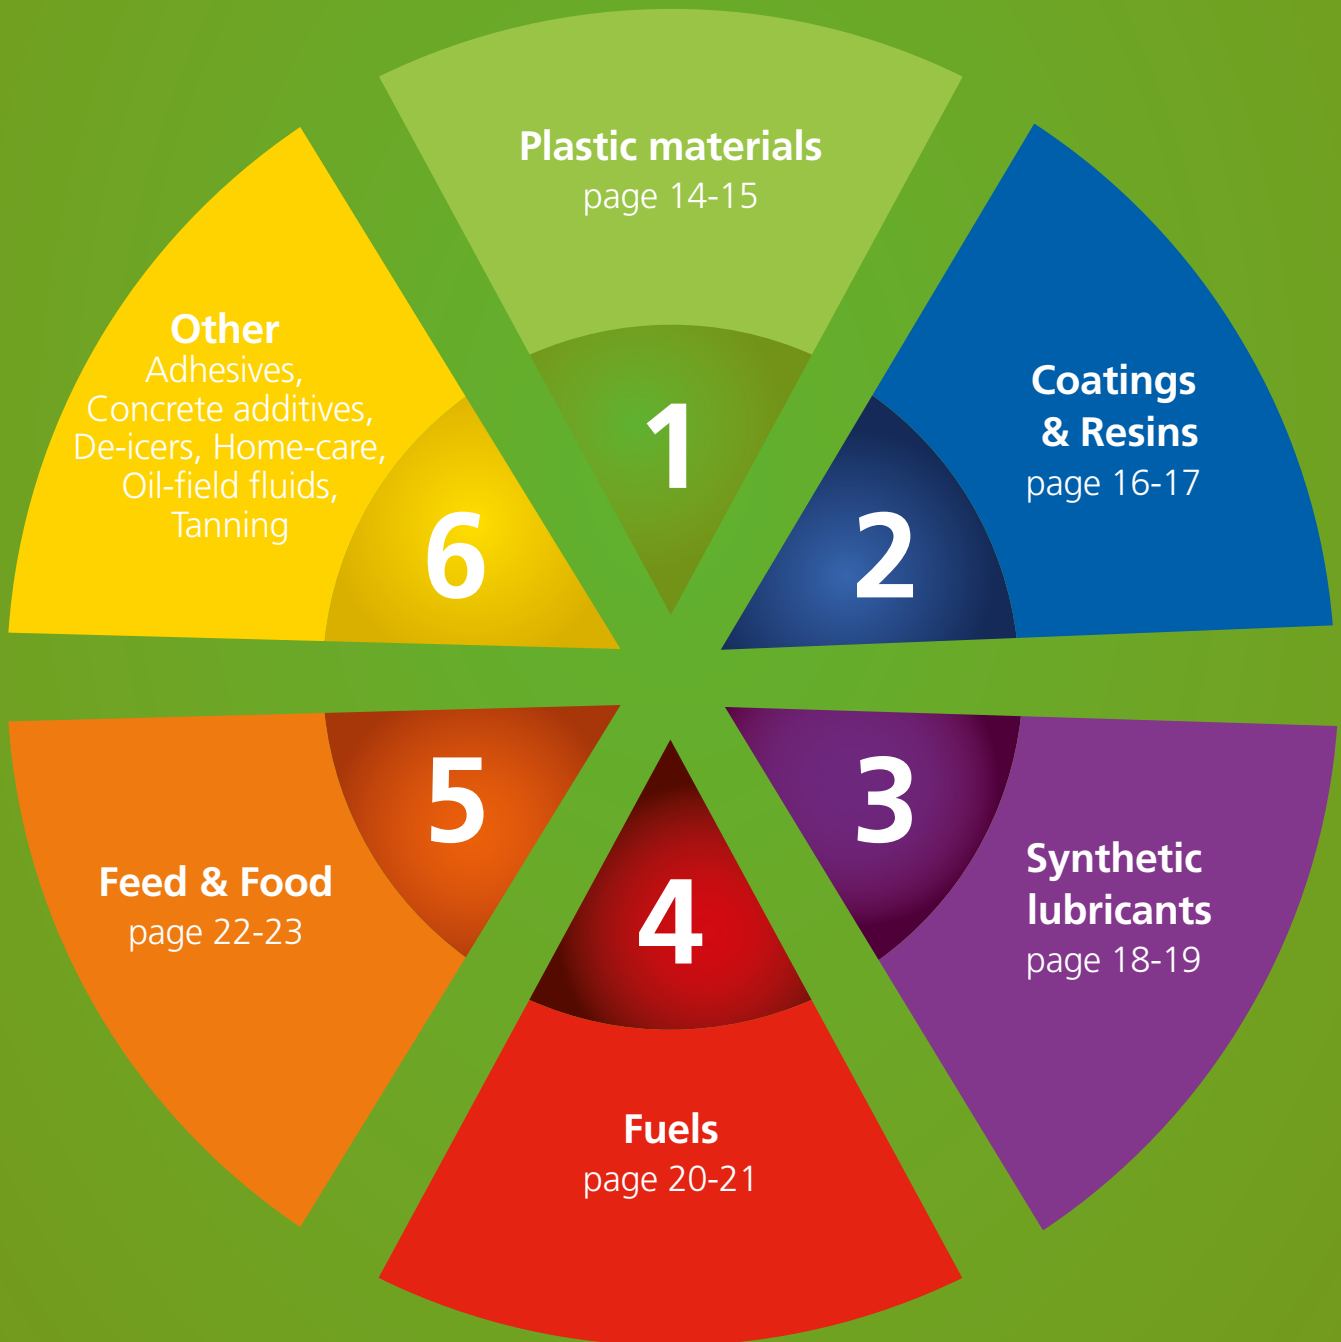 Plastic materials
page 14-15
1
Coatings
& Resins
page 16-17
2
3
Synthetic
lubricants
page 18-19
4
Fuels
page 20-21
5
Feed & Food
page 22-23
Other
Adhesives,
Concrete additives,
De-icers, Home-care,
Oil-field fluids,
Tanning
6